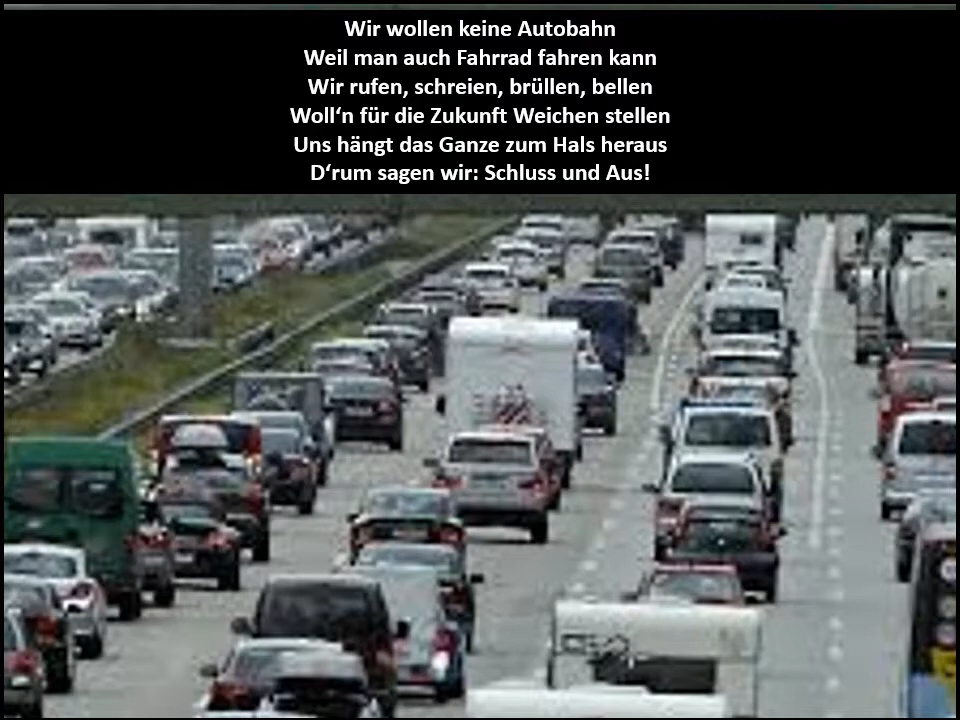 Wir wollen keine Autobahn
Weil man auch Fahrrad fahren kann
Wir rufen, schreien, brüllen, bellen
Woll‘n für die Zukunft Weichen stellen
Uns hängt das Ganze zum Hals heraus
D‘rum sagen wir: Schluss und Aus!